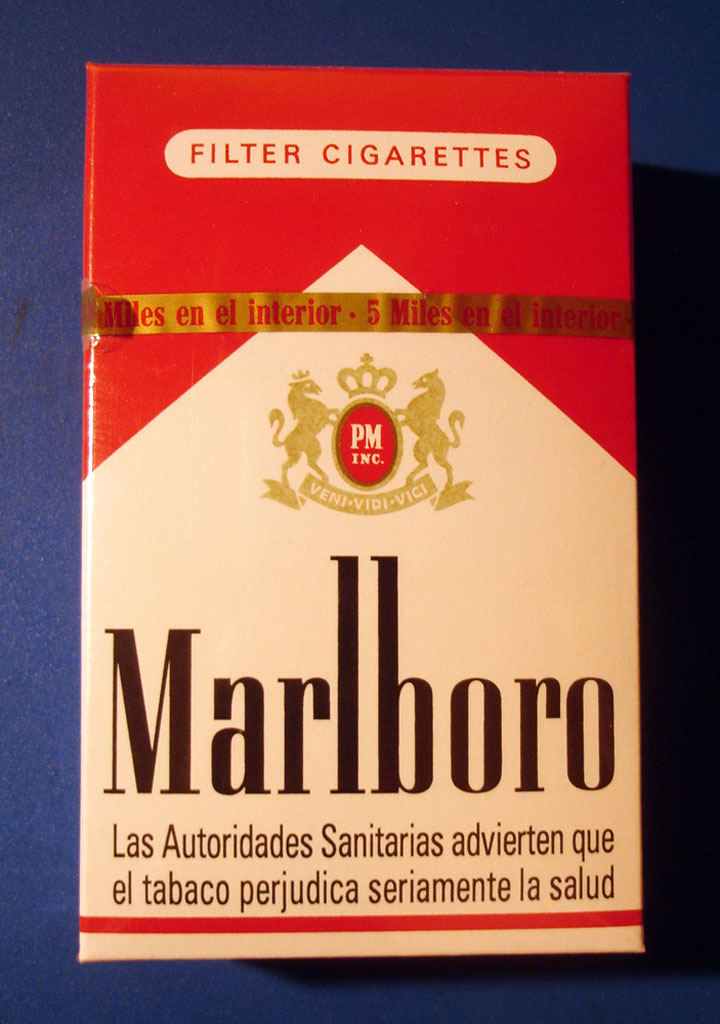 FILTER CIGARETTES
Miles en el interior · 5 Miles en el interior
PM
INC.
VENI·VIDI·VICI
Marlboro
Las Autoridades Sanitarias advierten que
el tabaco perjudica seriamente la salud